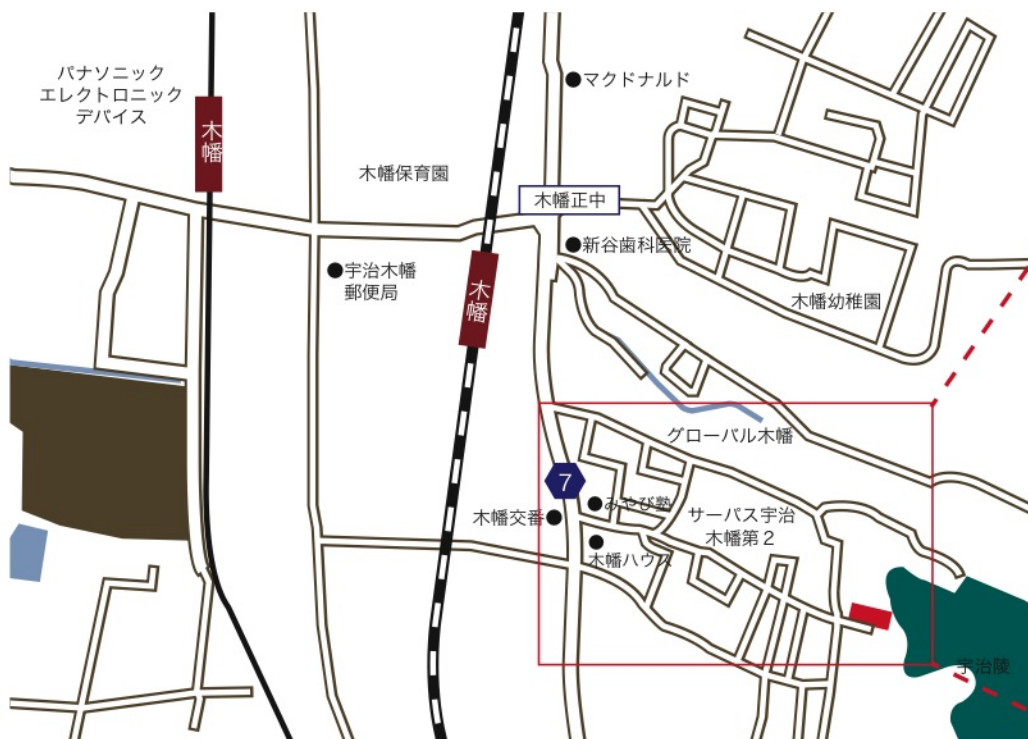 マクドナルド
パナソニック
エレクトロニック
デバイス
木幡
木幡保育園
木幡正中
新谷歯科医院
宇治木幡
郵便局
木幡
木幡幼稚園
グローバル木幡
7
みやび塾
木幡交番
サーパス宇治
木幡第２
木幡ハウス
宇治陵